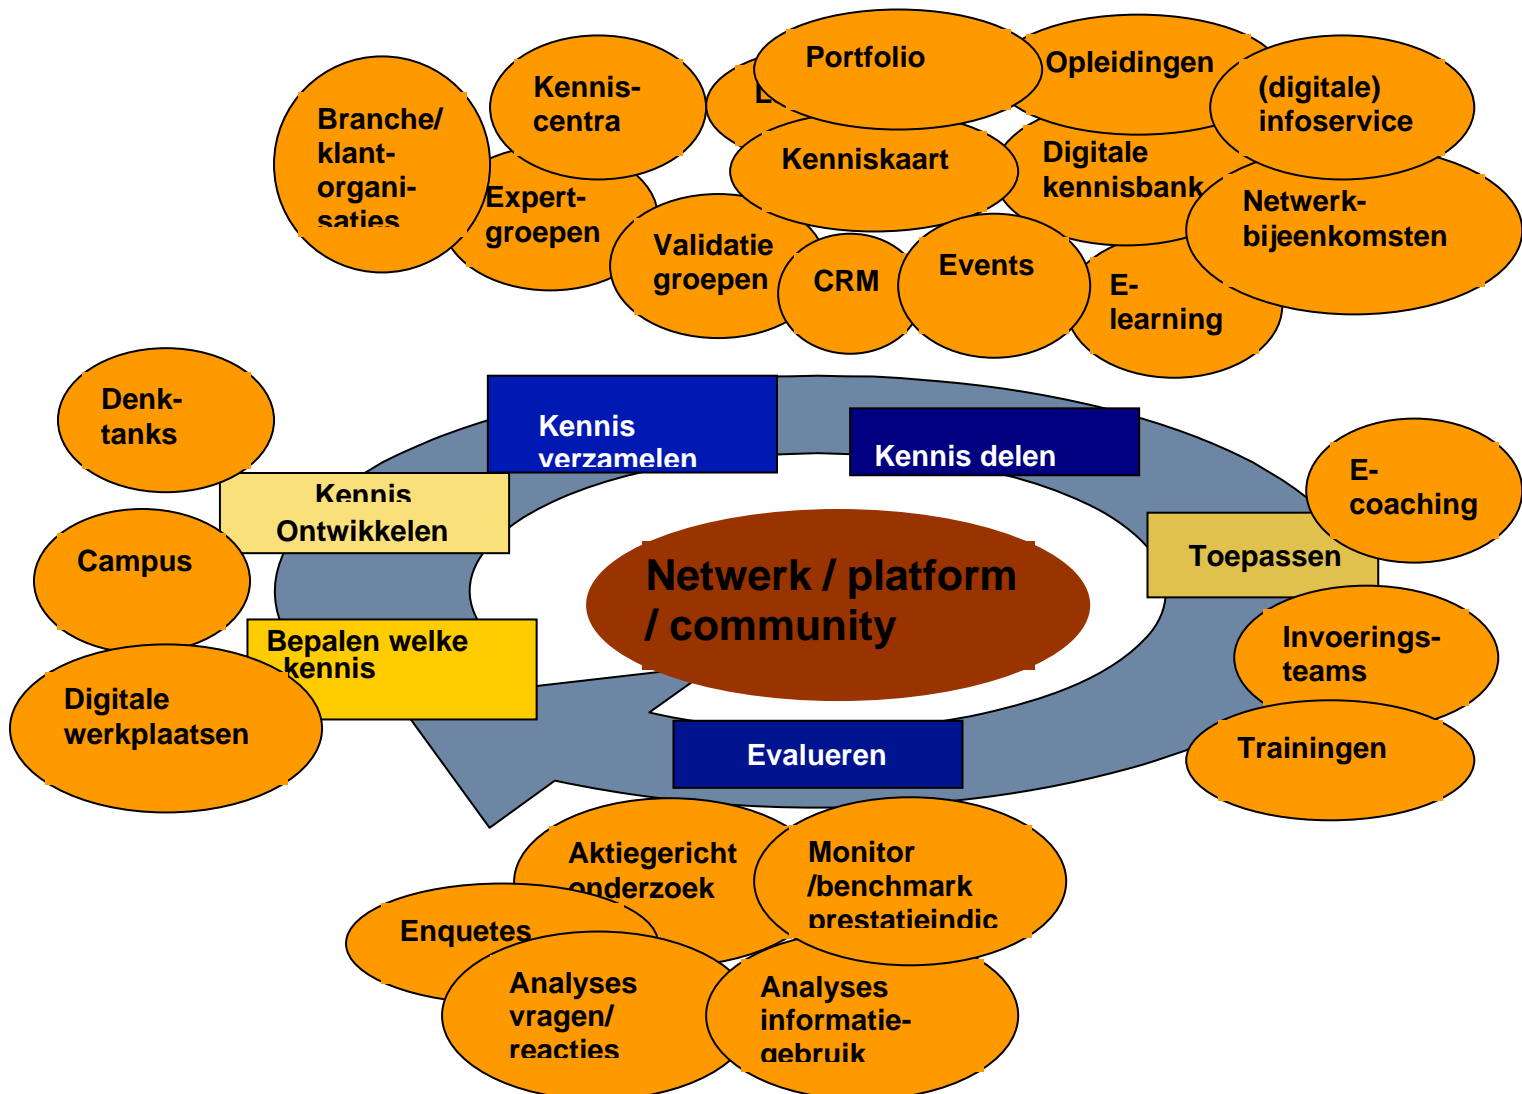 Portfolio
Opleidingen
(digitale)
infoservice
Kennis-
centra
Branche/
klant-
organi-
saties
Kenniskaart
Digitale
kennisbank
Expert-
groepen
Netwerk-
bijeenkomsten
Validatie
groepen
CRM
Events
E-
learning
Denk-
tanks
Kennis
verzamelen
Kennis delen
E-
coaching
Kennis
Ontwikkelen
Campus
Toepassen
Netwerk / platform
/ community
Bepalen welke
kennis
Invoerings-
teams
Digitale
werkplaatsen
Trainingen
Evalueren
Aktiegericht
onderzoek
Monitor
/benchmark
prestatieindic
Enquetes
Analyses
vragen/
reacties
Analyses
informatie-
gebruik